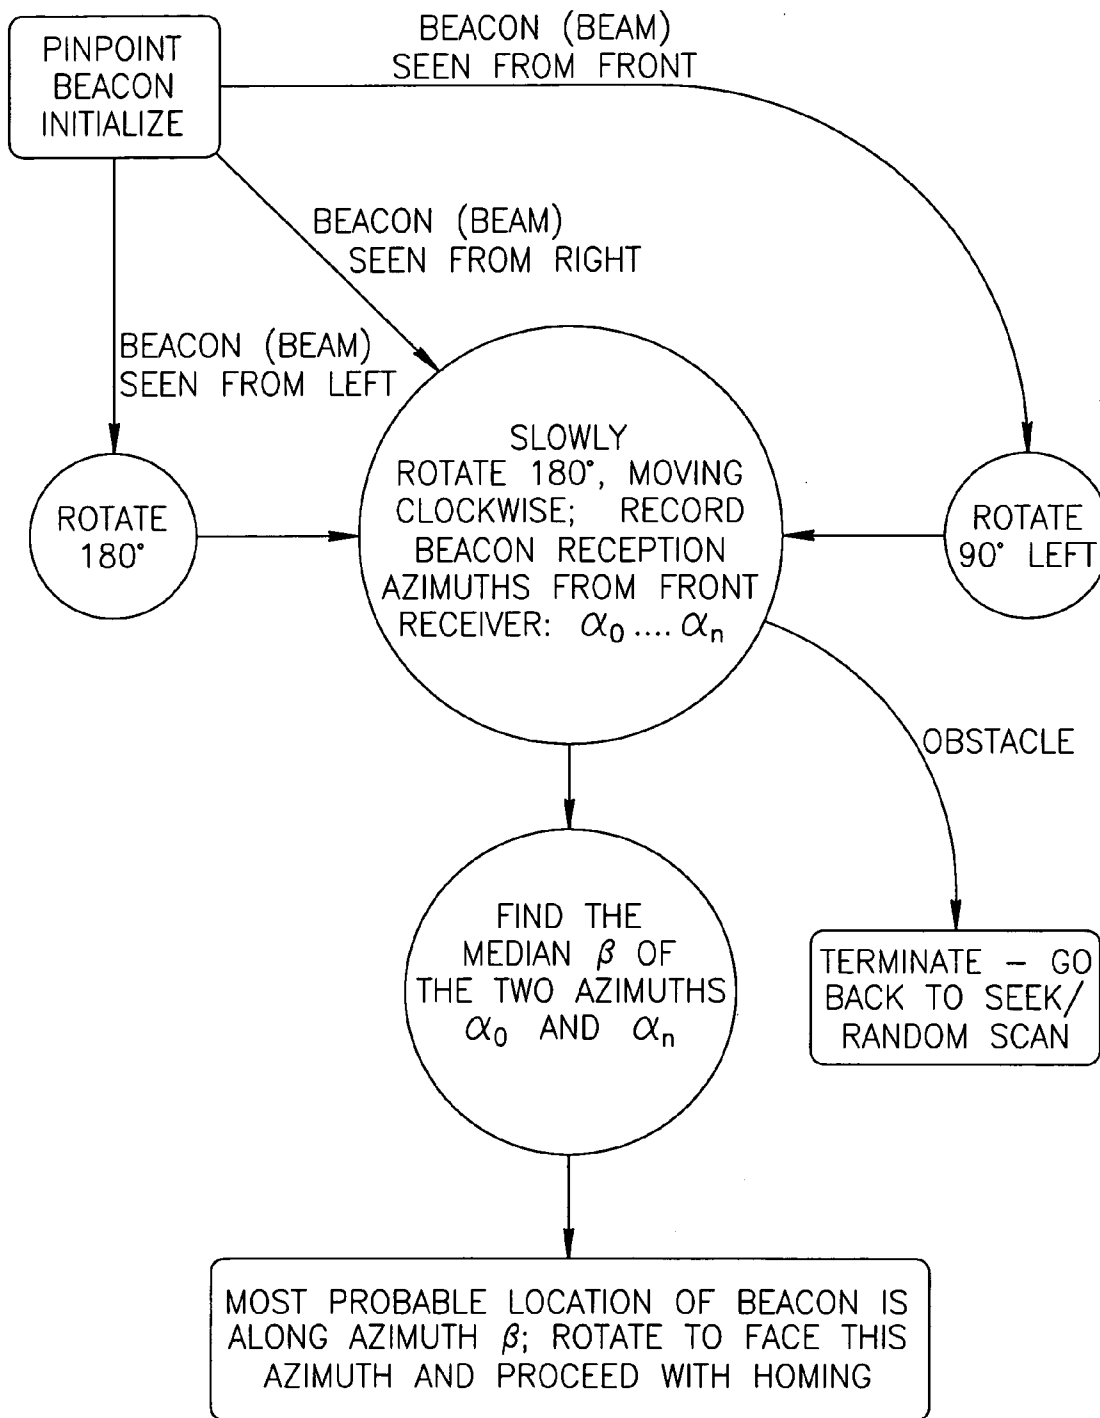 PINPOINT
BEACON
INITIALIZE
BEACON (BEAM)
SEEN FROM FRONT
BEACON (BEAM)
SEEN FROM RIGHT
BEACON (BEAM)
SEEN FROM LEFT
ROTATE
180°
SLOWLY
ROTATE 180°, MOVING
CLOCKWISE; RECORD
BEACON RECEPTION
AZIMUTHS FROM FRONT
RECEIVER: α₀ .... αₙ
ROTATE
90° LEFT
OBSTACLE
FIND THE
MEDIAN β OF
THE TWO AZIMUTHS
α₀ AND αₙ
TERMINATE – GO
BACK TO SEEK/
RANDOM SCAN
MOST PROBABLE LOCATION OF BEACON IS
ALONG AZIMUTH β; ROTATE TO FACE THIS
AZIMUTH AND PROCEED WITH HOMING